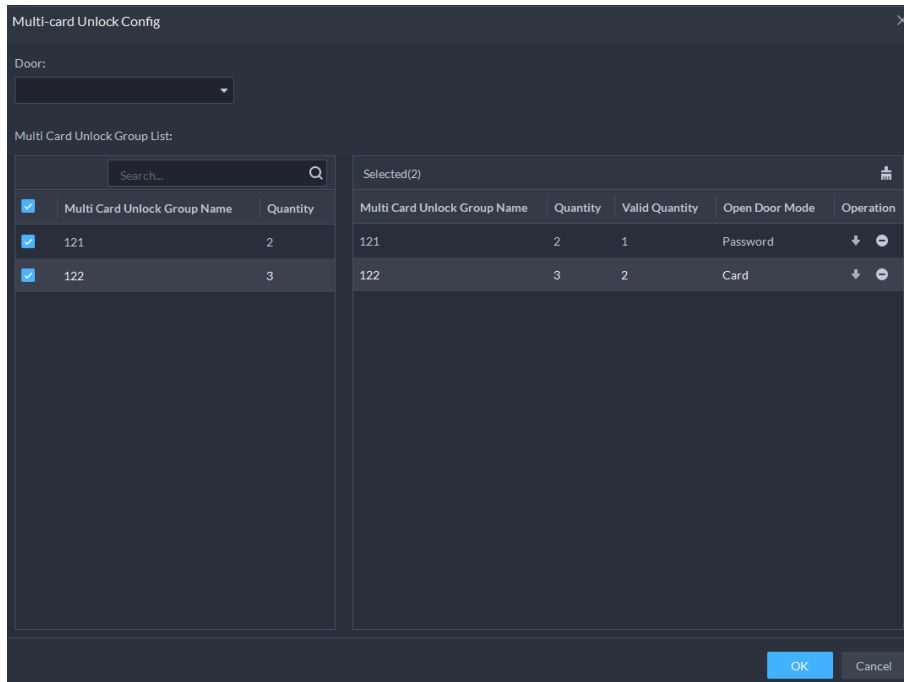 Multi-card Unlock Config
Door:
Multi Card Unlock Group List:
Search...
Selected(2)
Multi Card Unlock Group Name Quantity
Multi Card Unlock Group Name Quantity Valid Quantity Open Door Mode Operation
121 2
121 2 1 Password
122 3
122 3 2 Card
OK Cancel